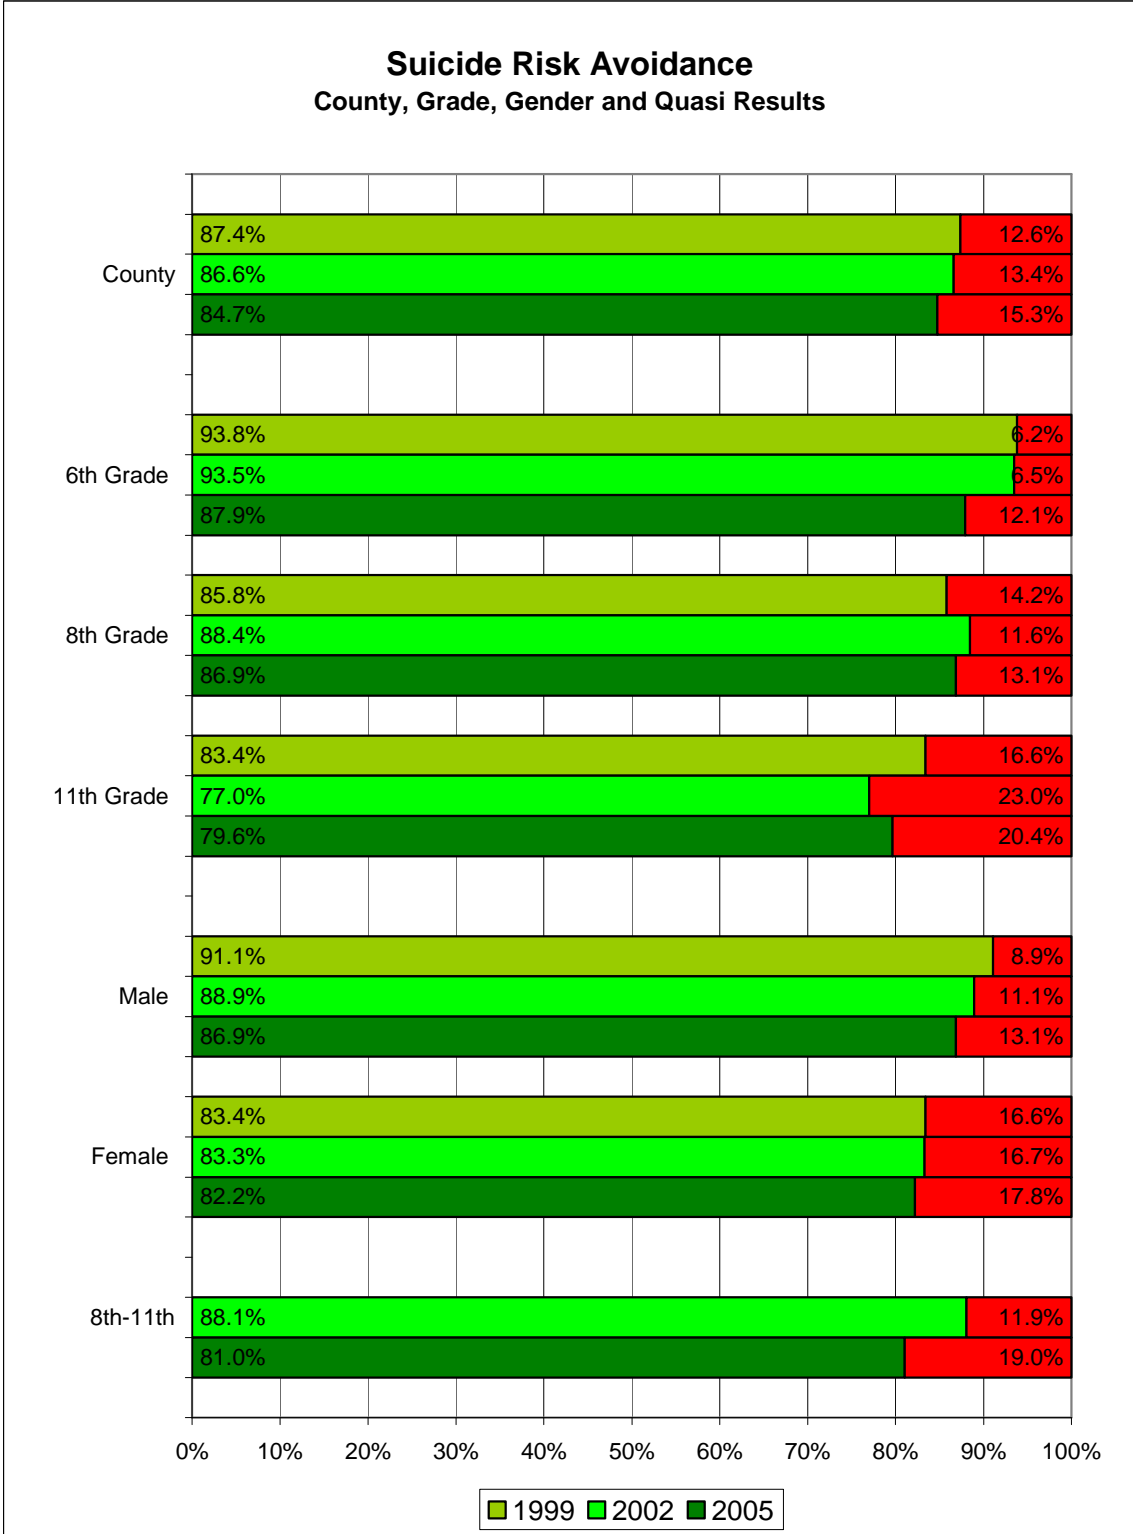 Suicide Risk Avoidance
County, Grade, Gender and Quasi Results
87.4% 12.6%
County 86.6% 13.4%
84.7% 15.3%
93.8% 6.2%
6th Grade 93.5% 6.5%
87.9% 12.1%
85.8% 14.2%
8th Grade 88.4% 11.6%
86.9% 13.1%
83.4% 16.6%
11th Grade 77.0% 23.0%
79.6% 20.4%
91.1% 8.9%
Male 88.9% 11.1%
86.9% 13.1%
83.4% 16.6%
Female 83.3% 16.7%
82.2% 17.8%
8th-11th 88.1% 11.9%
81.0% 19.0%
0% 10% 20% 30% 40% 50% 60% 70% 80% 90% 100%
1999 2002 2005